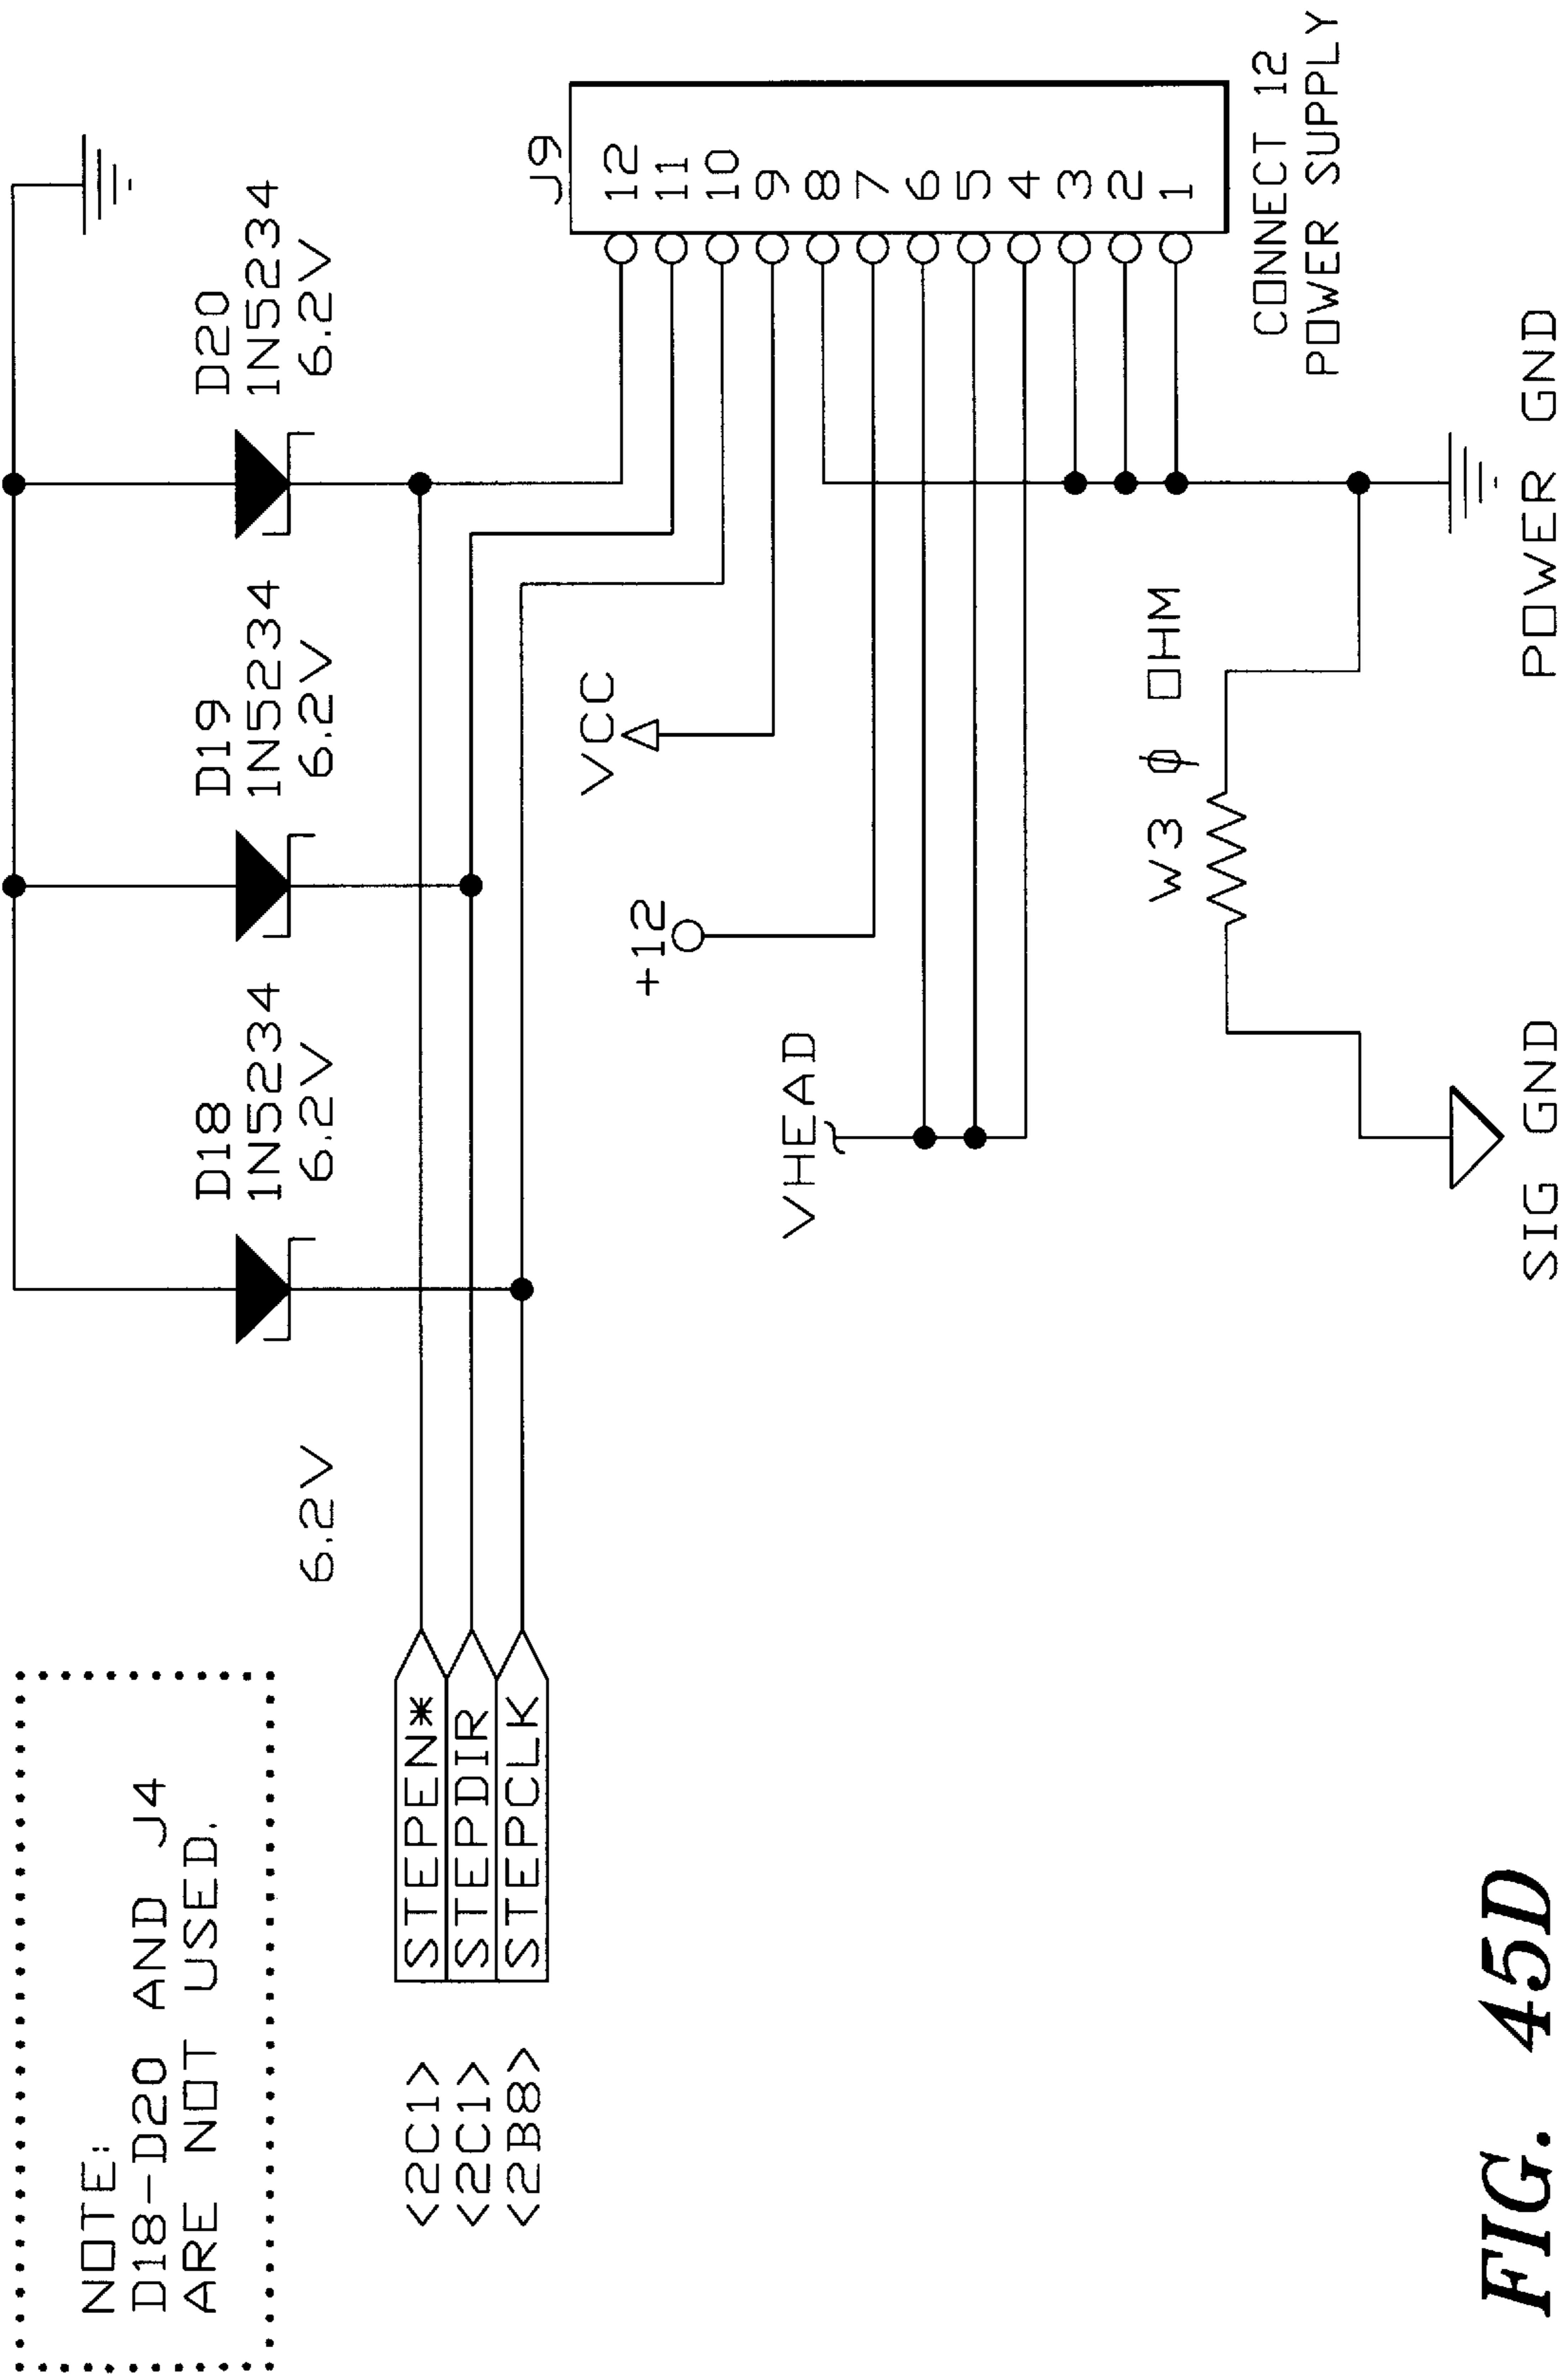 NOTE:
D18-D20 AND J4
ARE NOT USED.
6.2V
D18
1N5234
6.2V
D19
1N5234
6.2V
D20
1N5234
6.2V
<2C1> STEPEN*
<2C1> STEPDIR
<2B8> STEPCLK
VCC
+12
VHEAD
J9
12
11
10
9
8
7
6
5
4
3
2
1
CONNECT 12
POWER SUPPLY
W3 ϕ OHM
SIG GND
POWER GND
FIG. 45D